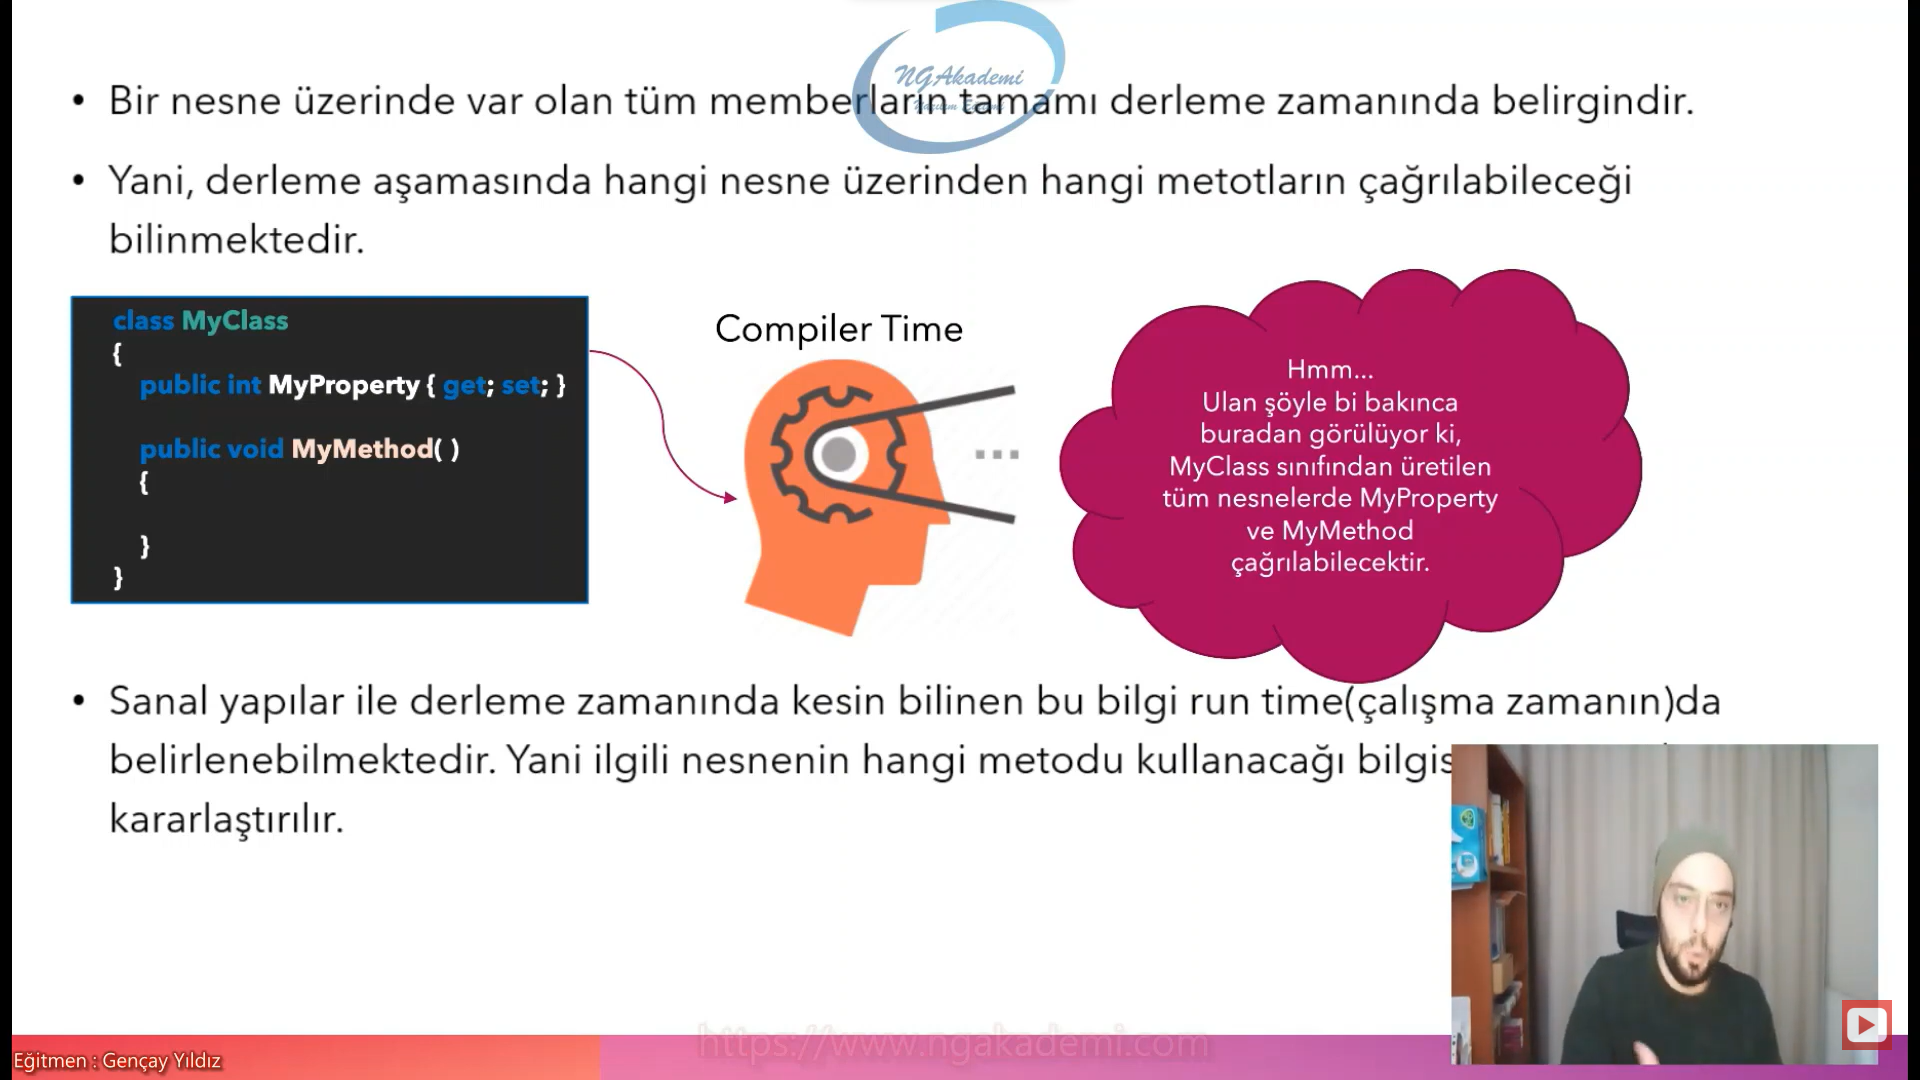 NGAkademi
• Bir nesne üzerinde var olan tüm memberların tamamı derleme zamanında belirgindir.
• Yani, derleme aşamasında hangi nesne üzerinden hangi metotların çağrılabileceği
bilinmektedir.
class MyClass
{
public int MyProperty { get; set; }
public void MyMethod( )
{
}
}
Compiler Time
Hmm...
Ulan şöyle bi bakınca
buradan görülüyor ki,
MyClass sınıfından üretilen
tüm nesnelerde MyProperty
ve MyMethod
çağrılabilecektir.
• Sanal yapılar ile derleme zamanında kesin bilinen bu bilgi run time(çalışma zamanın)da
belirlenebilmektedir. Yani ilgili nesnenin hangi metodu kullanacağı
kararlaştırılır.
https://www.ngakademi.com
Eğitmen : Gençay Yıldız